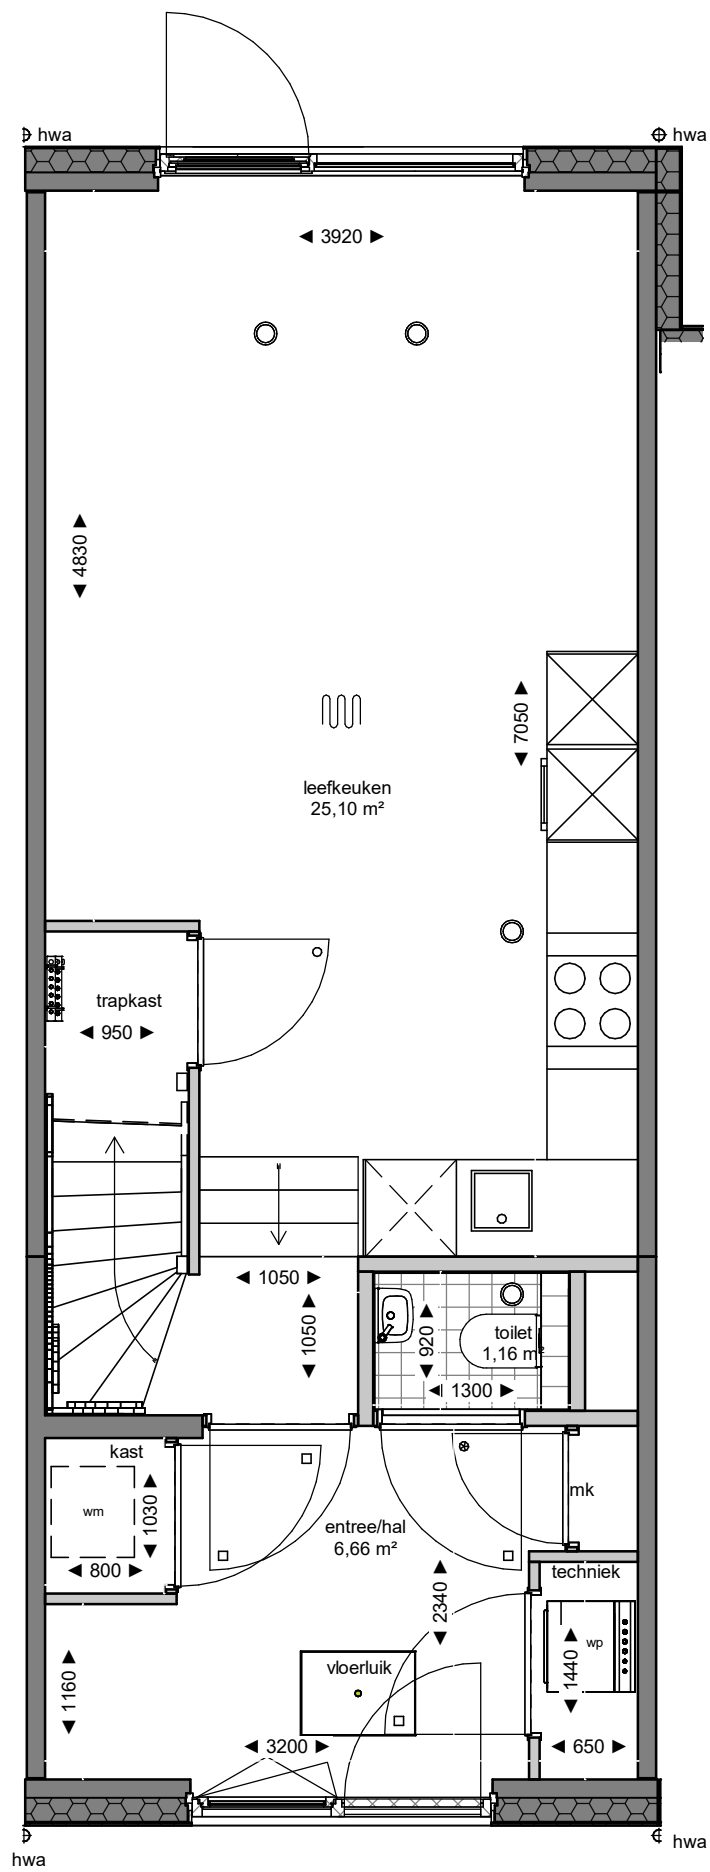 hwa
hwa
3920
4830
7050
leefkeuken
25,10 m²
trapkast
950
1050
1050
920
toilet
1,16 m²
1300
kast
wm
1030
800
mk
entree/hal
6,66 m²
techniek
2340
wp
1440
vloerluik
1160
3200
650
hwa
hwa